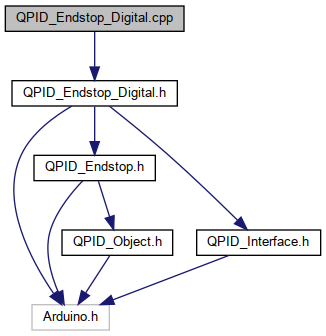 QPID_Endstop_Digital.cpp
QPID_Endstop_Digital.h
QPID_Endstop.h
QPID_Object.h
QPID_Interface.h
Arduino.h